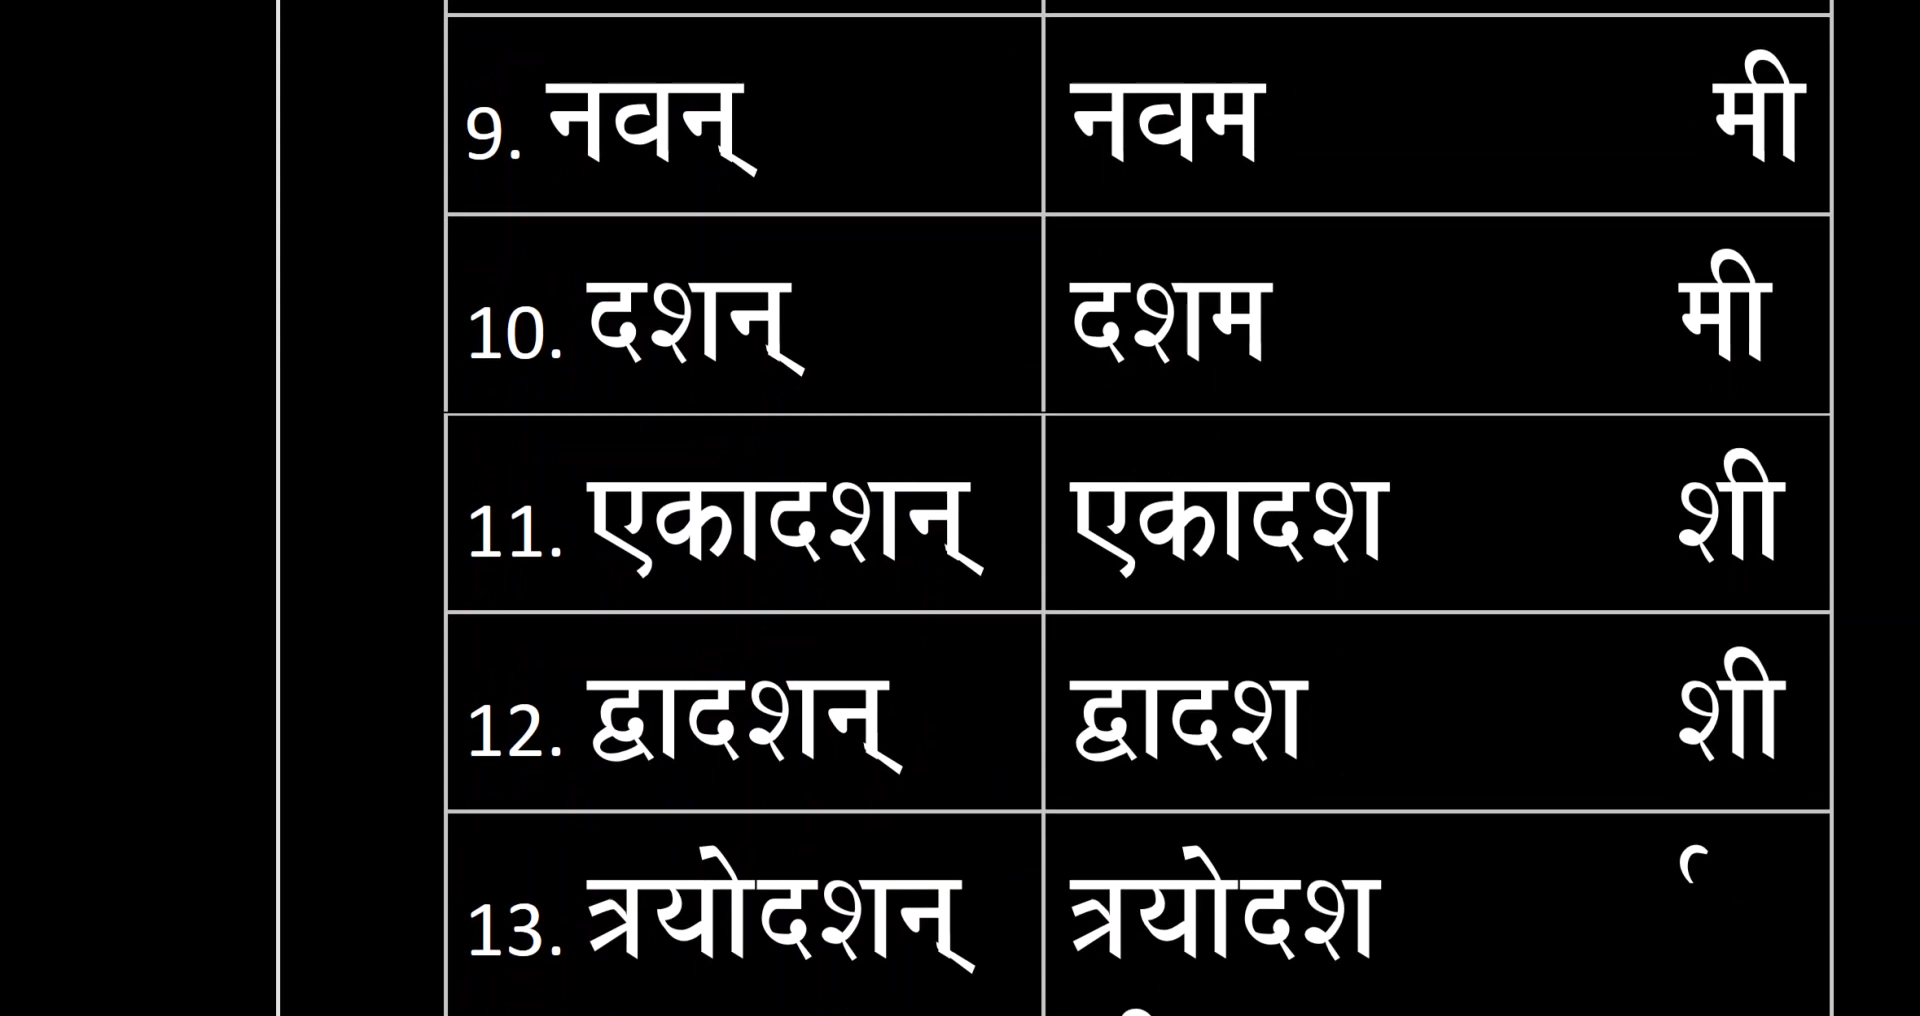 9. नवन् नवम मी
10. दशन् दशम मी
11. एकादशन् एकादश शी
12. द्वादशन् द्वादश शी
13. त्रयोदशन् त्रयोदश